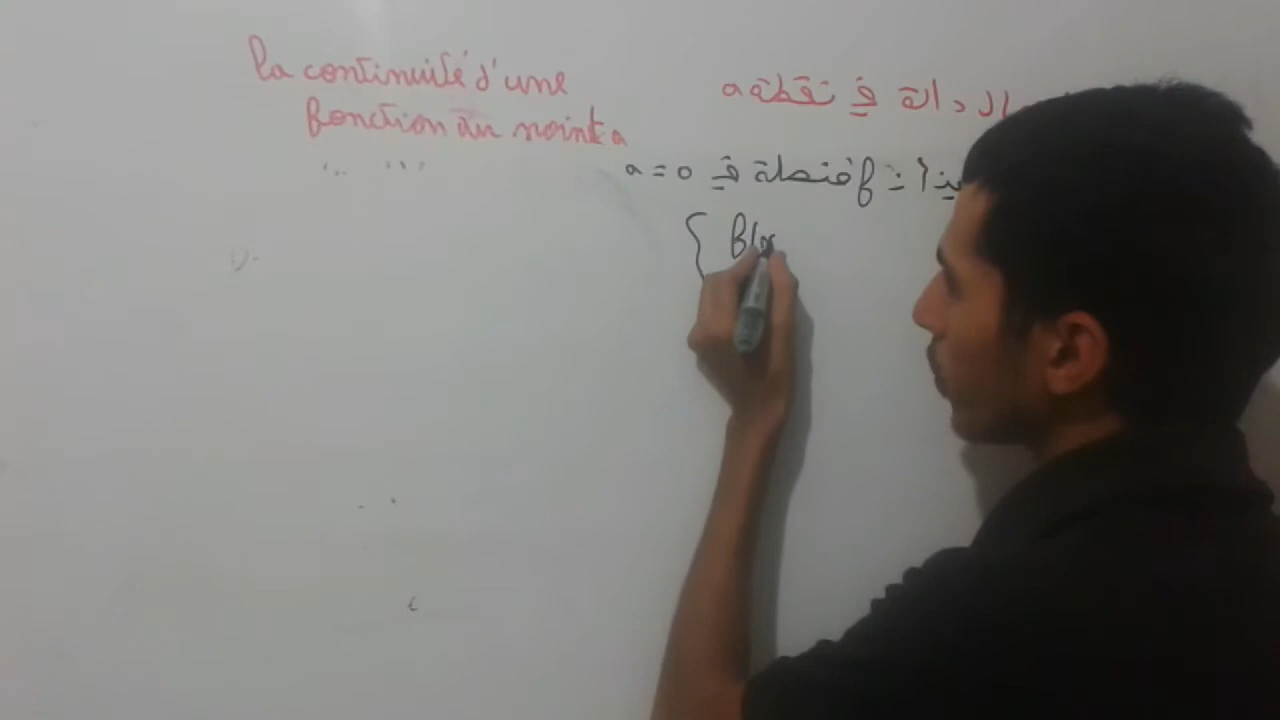 la continuité d'une
fonction au point a
الدالة في نقطة a
f متصلة في a = 0
{ f(x